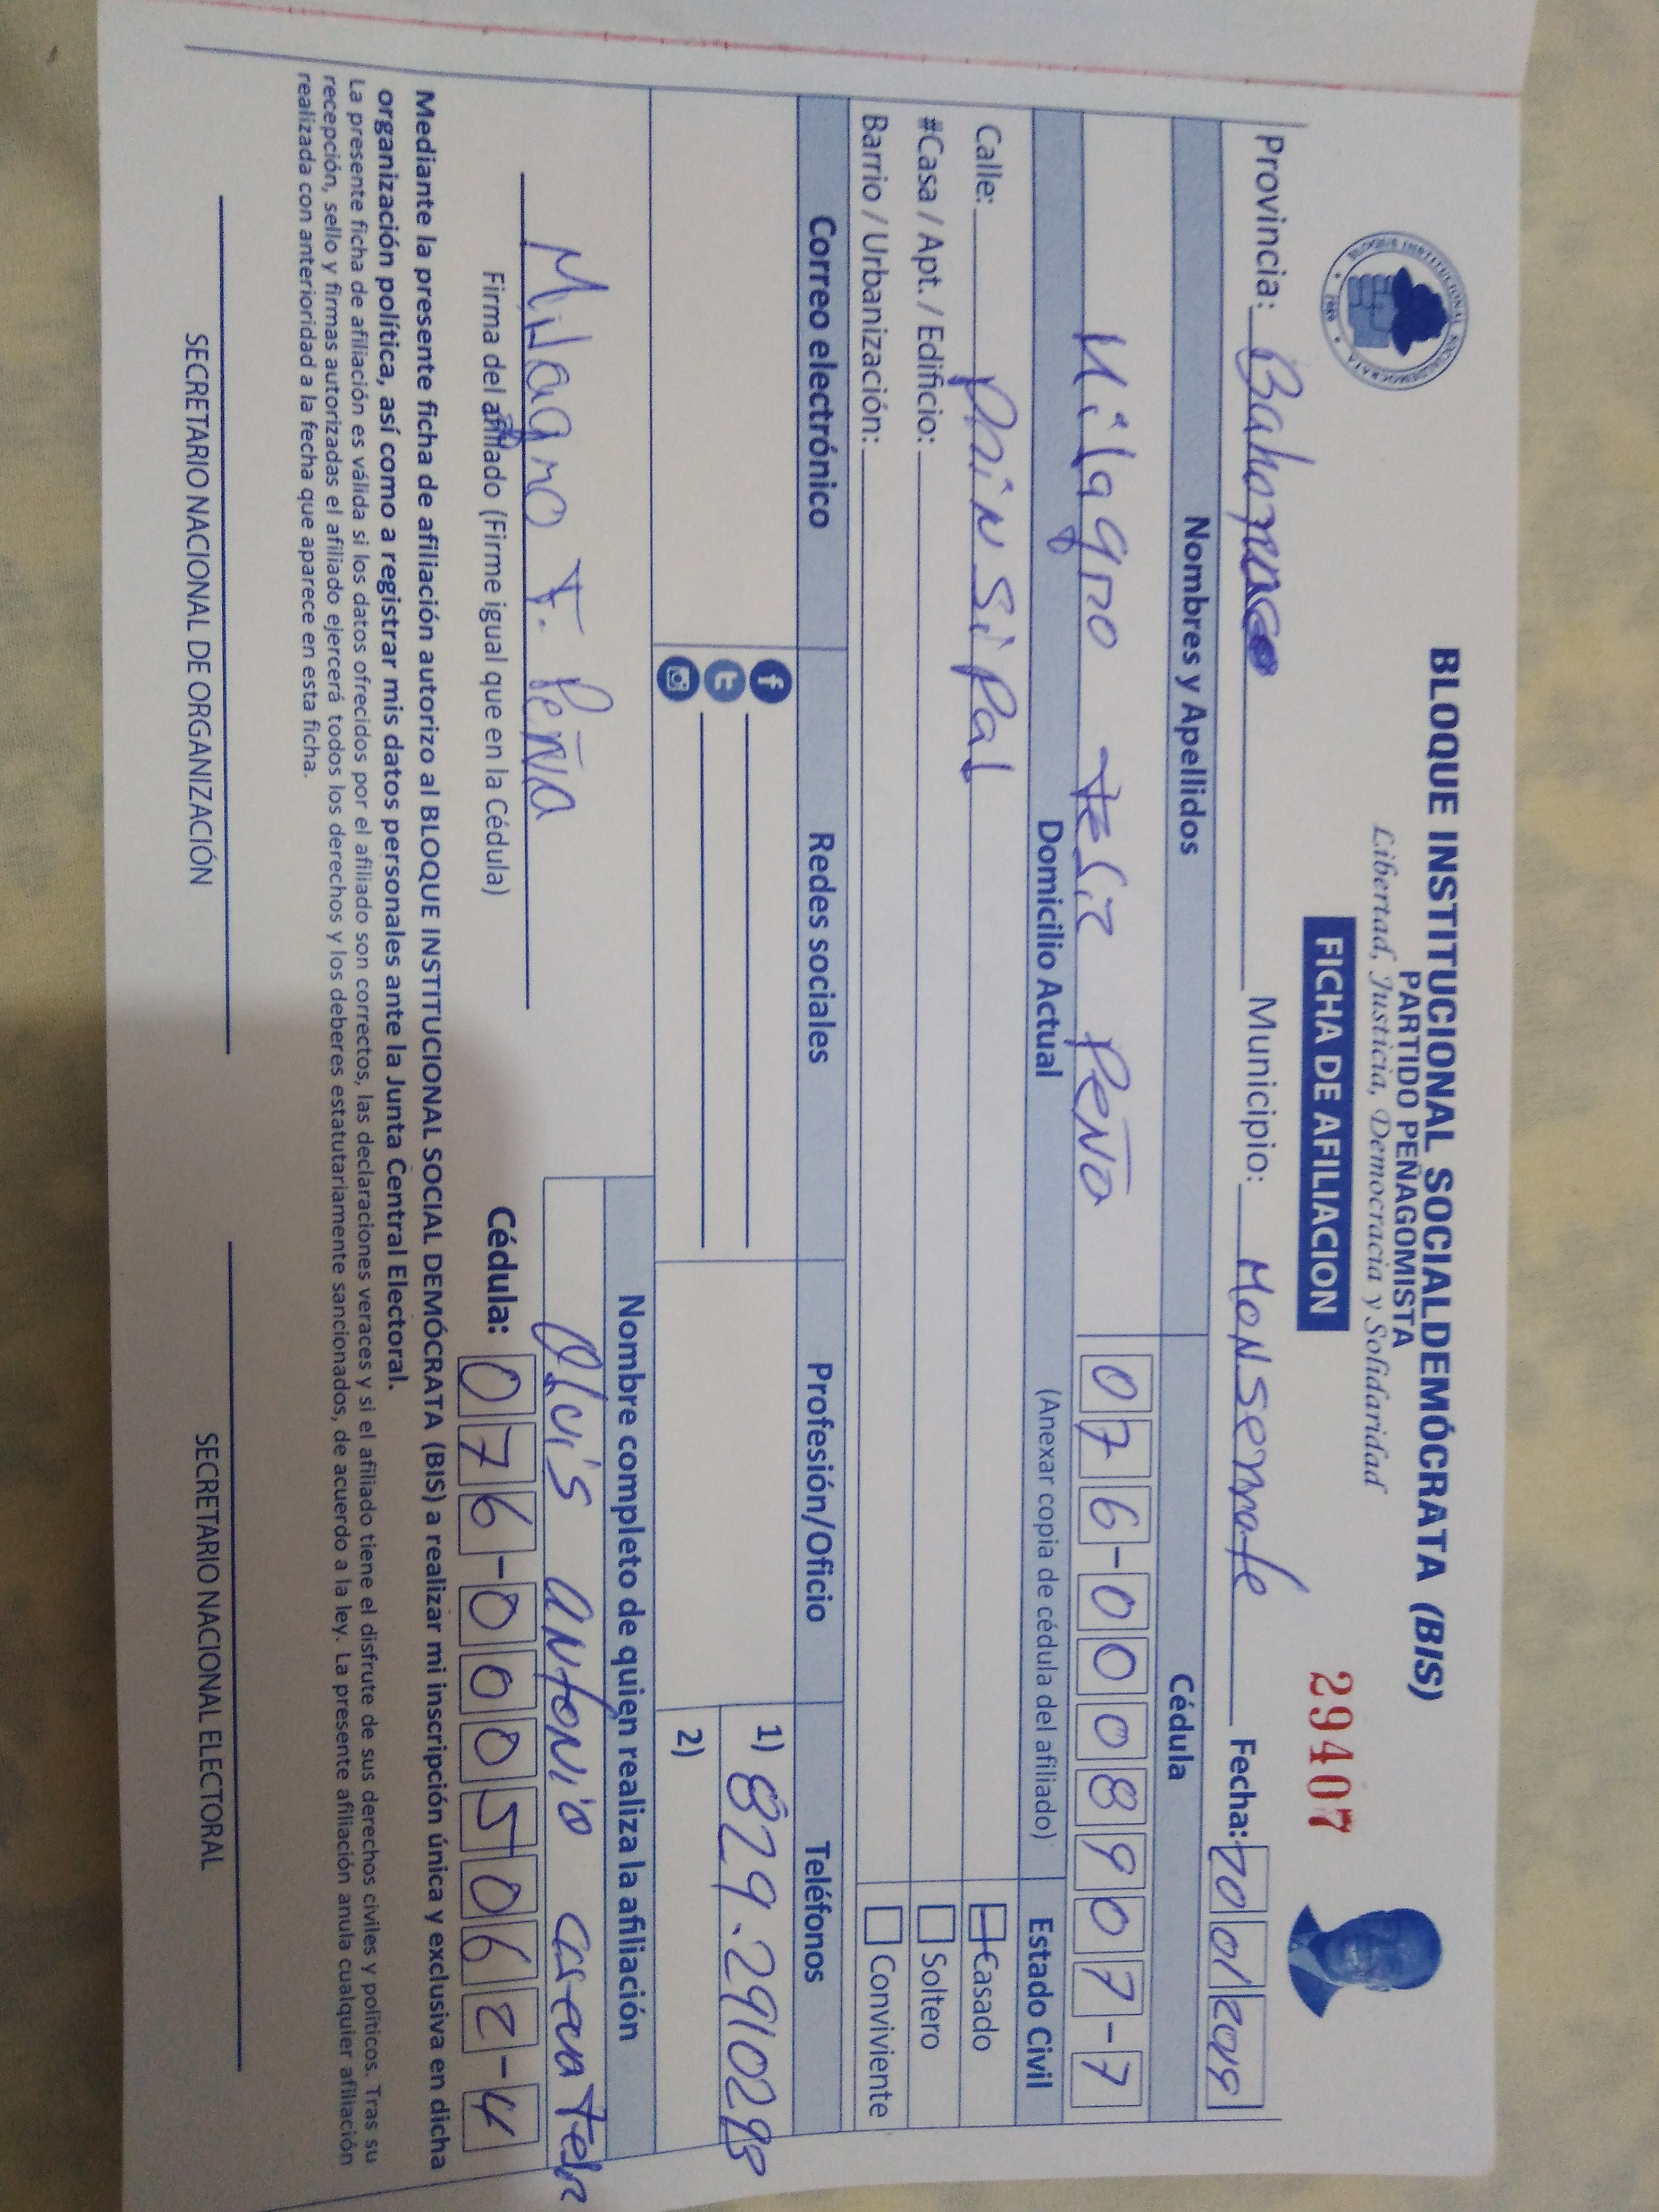 BLOQUE INSTITUCIONAL SOCIALDEMÓCRATA (BIS)
PARTIDO PEÑAGOMISTA
Libertad, Justicia, Democracia y Solidaridad
FICHA DE AFILIACION
29407
Provincia: Bahoruco Municipio: Monserrate Fecha: 20 01 2019
Nombres y Apellidos Cédula
Milagro Feliz Peña 076-0008907-7
Domicilio Actual (Anexar copia de cédula del afiliado) Estado Civil
Calle: PrinSipal Casado
#Casa / Apt. / Edificio: Soltero
Barrio / Urbanización: Conviviente
Correo electrónico Redes sociales Profesión/Oficio Teléfonos
1) 829.2910298
2)
Nombre completo de quien realiza la afiliación
Milagro F. Peña Antonio
Firma del afiliado (Firme igual que en la Cédula) Cédula: 076-0005062-4
Mediante la presente ficha de afiliación autorizo al BLOQUE INSTITUCIONAL SOCIAL DEMÓCRATA (BIS) a realizar mi inscripción única y exclusiva en dicha
organización política, así como a registrar mis datos personales ante la Junta Central Electoral.
La presente ficha de afiliación es válida si los datos ofrecidos por el afiliado son correctos, las declaraciones veraces y si el afiliado tiene el disfrute de sus derechos civiles y políticos. Tras su
recepción, sello y firmas autorizadas el afiliado ejercerá todos los derechos y los deberes estatutariamente sancionados, de acuerdo a la ley. La presente afiliación anula cualquier afiliación
realizada con anterioridad a la fecha que aparece en esta ficha.
SECRETARIO NACIONAL DE ORGANIZACIÓN SECRETARIO NACIONAL ELECTORAL